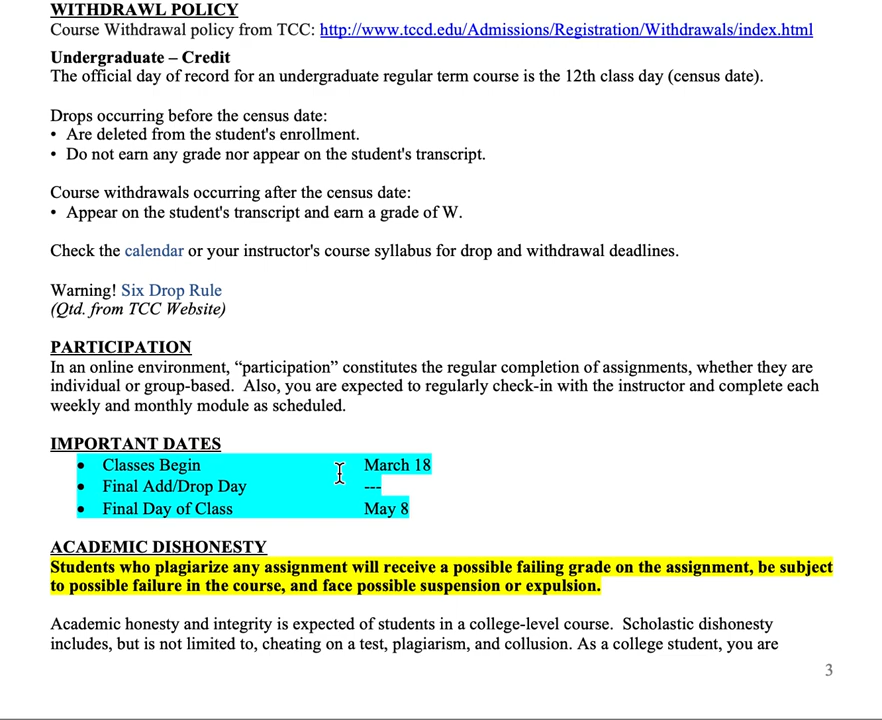 WITHDRAWL POLICY
Course Withdrawal policy from TCC: http://www.tccd.edu/Admissions/Registration/Withdrawals/index.html
Undergraduate – Credit
The official day of record for an undergraduate regular term course is the 12th class day (census date).
Drops occurring before the census date:
• Are deleted from the student's enrollment.
• Do not earn any grade nor appear on the student's transcript.
Course withdrawals occurring after the census date:
• Appear on the student's transcript and earn a grade of W.
Check the calendar or your instructor's course syllabus for drop and withdrawal deadlines.
Warning! Six Drop Rule
(Qtd. from TCC Website)
PARTICIPATION
In an online environment, “participation” constitutes the regular completion of assignments, whether they are
individual or group-based.  Also, you are expected to regularly check-in with the instructor and complete each
weekly and monthly module as scheduled.
IMPORTANT DATES
• Classes Begin March 18
• Final Add/Drop Day ---
• Final Day of Class May 8
ACADEMIC DISHONESTY
Students who plagiarize any assignment will receive a possible failing grade on the assignment, be subject
to possible failure in the course, and face possible suspension or expulsion.
Academic honesty and integrity is expected of students in a college-level course.  Scholastic dishonesty
includes, but is not limited to, cheating on a test, plagiarism, and collusion. As a college student, you are
3